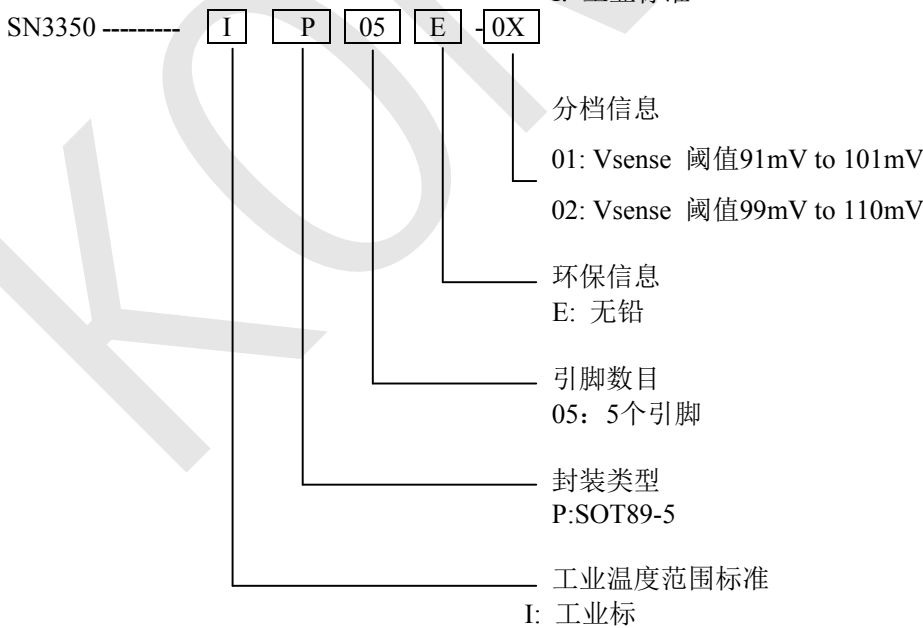 SN3350 --------- I P 05 E - 0X
分档信息
01: Vsense 阈值91mV to 101mV
02: Vsense 阈值99mV to 110mV
环保信息
E: 无铅
引脚数目
05：5个引脚
封装类型
P:SOT89-5
工业温度范围标准
I: 工业标